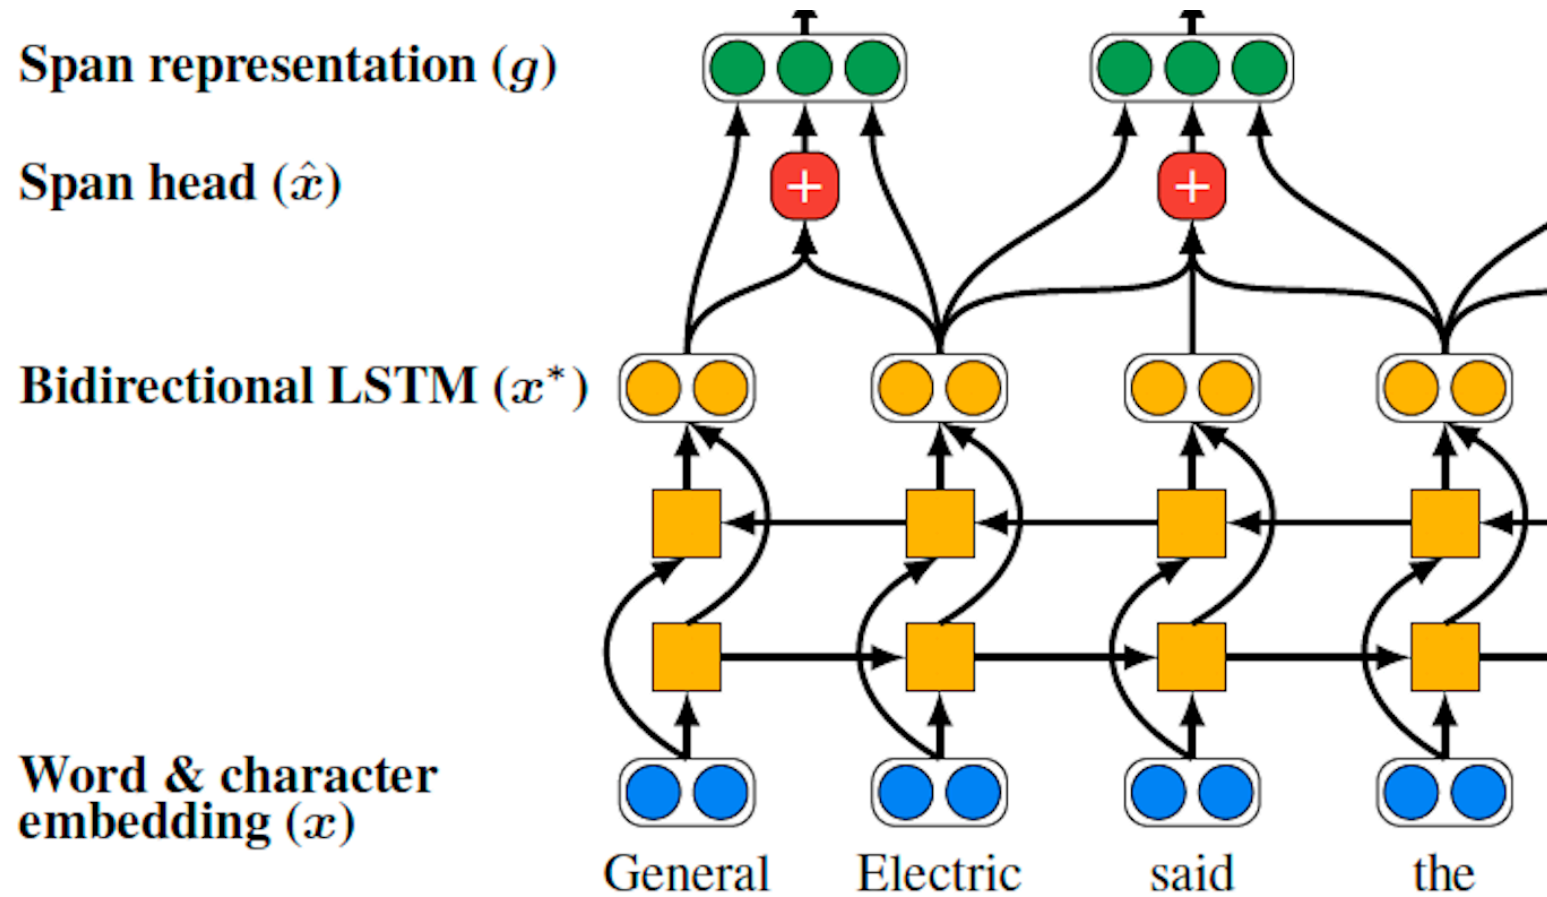 Span representation (g)
Span head (x̂)
+ +
Bidirectional LSTM (x*)
Word & character
embedding (x)
General Electric said the